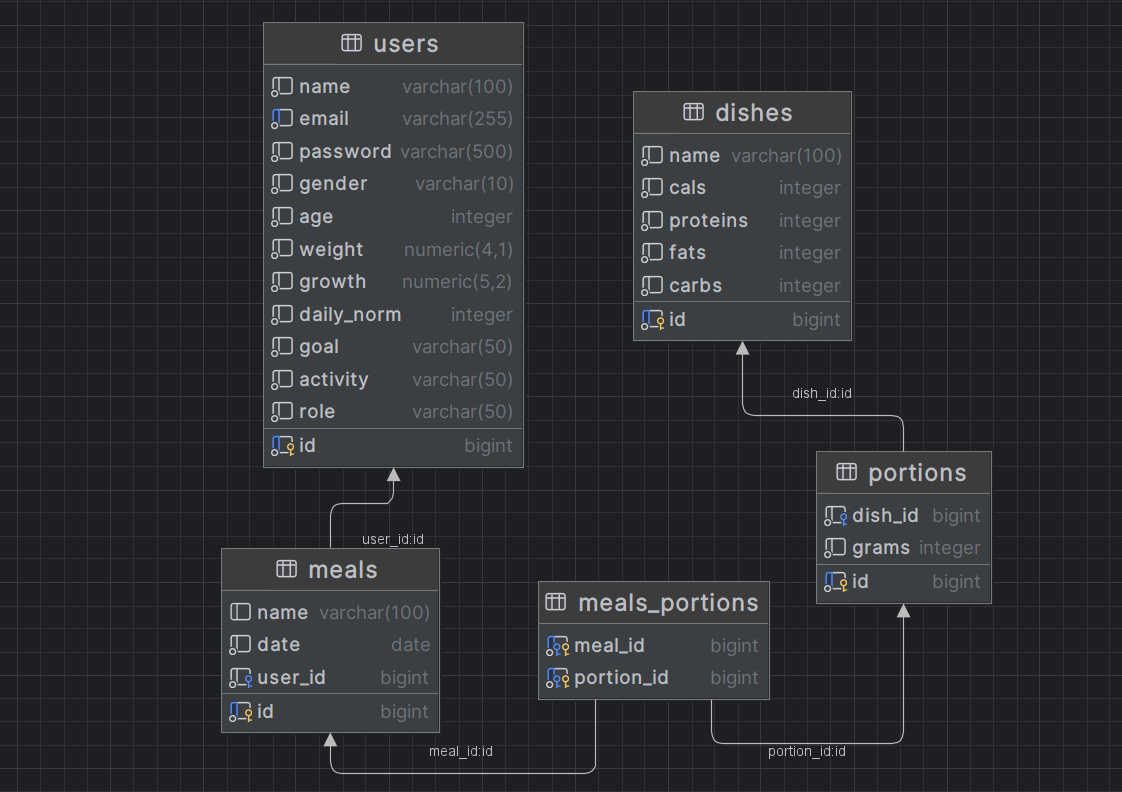 users
name varchar(100)
email varchar(255)
password varchar(500)
gender varchar(10)
age integer
weight numeric(4,1)
growth numeric(5,2)
daily_norm integer
goal varchar(50)
activity varchar(50)
role varchar(50)
id bigint
dishes
name varchar(100)
cals integer
proteins integer
fats integer
carbs integer
id bigint
dish_id:id
portions
dish_id bigint
grams integer
id bigint
user_id:id
meals
name varchar(100)
date date
user_id bigint
id bigint
meals_portions
meal_id bigint
portion_id bigint
meal_id:id
portion_id:id